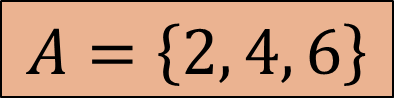 A = {2, 4, 6}